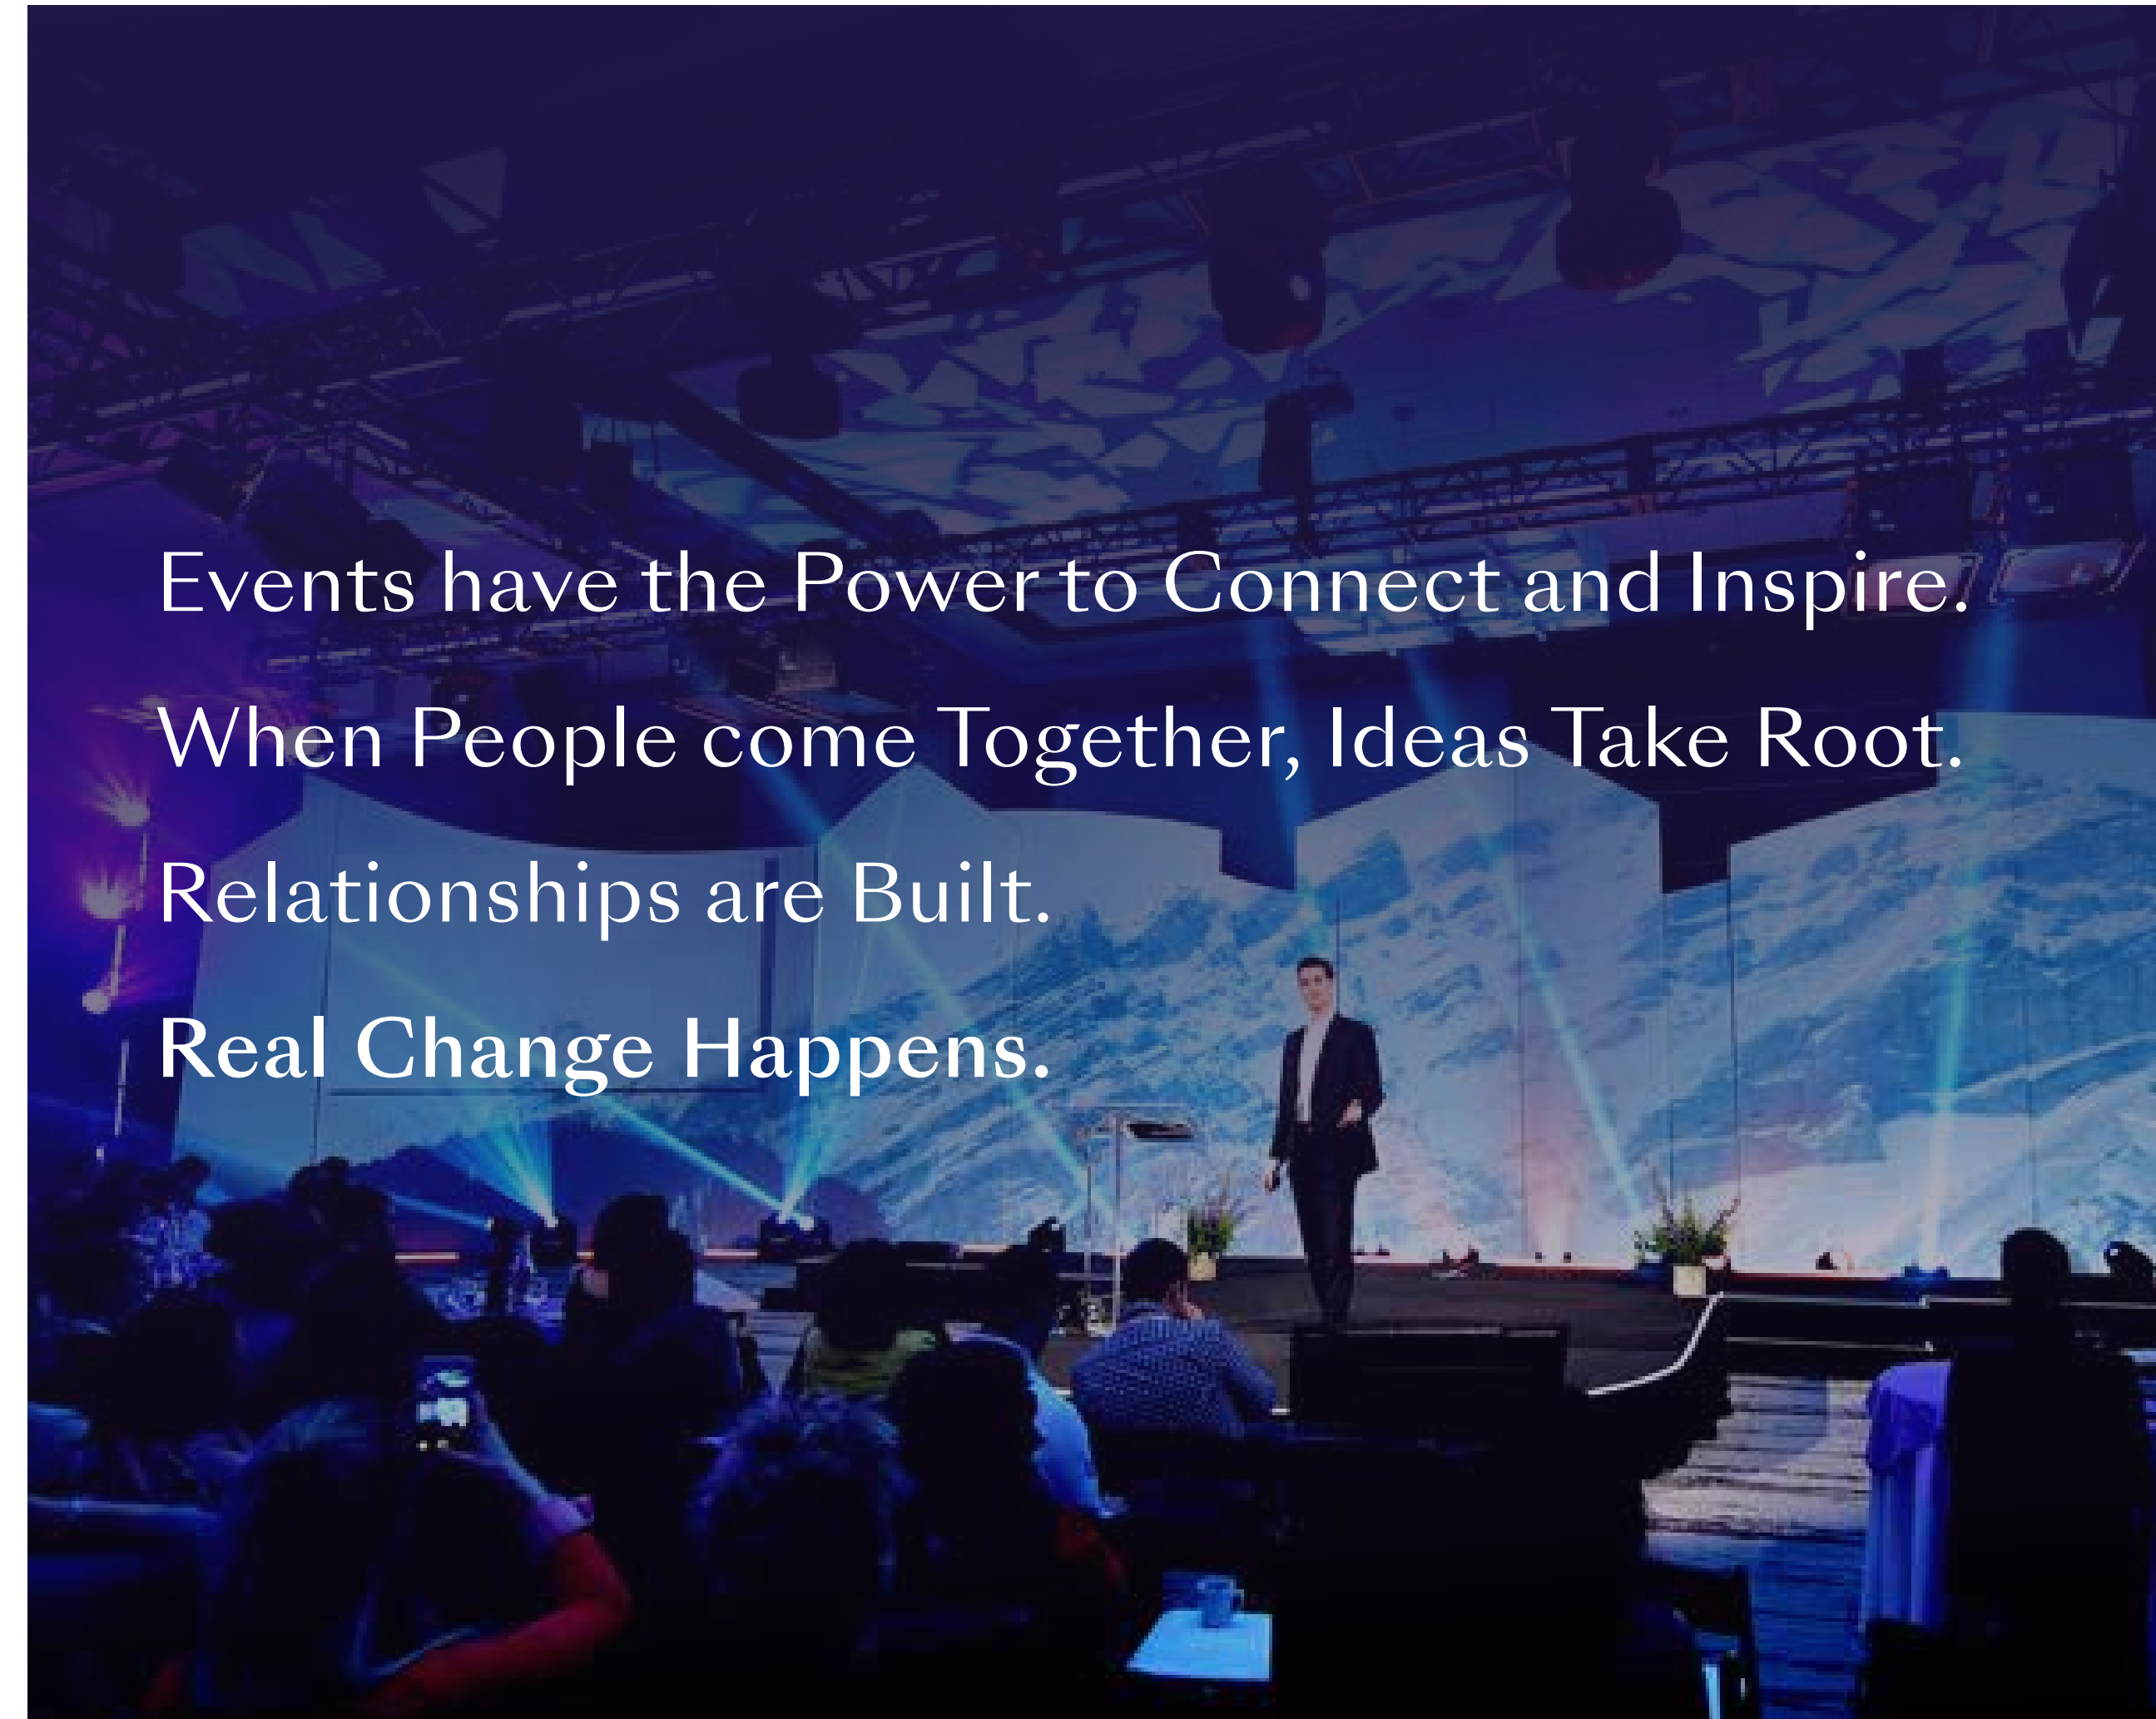 Events have the Power to Connect and Inspire.
When People come Together, Ideas Take Root.
Relationships are Built.
Real Change Happens.